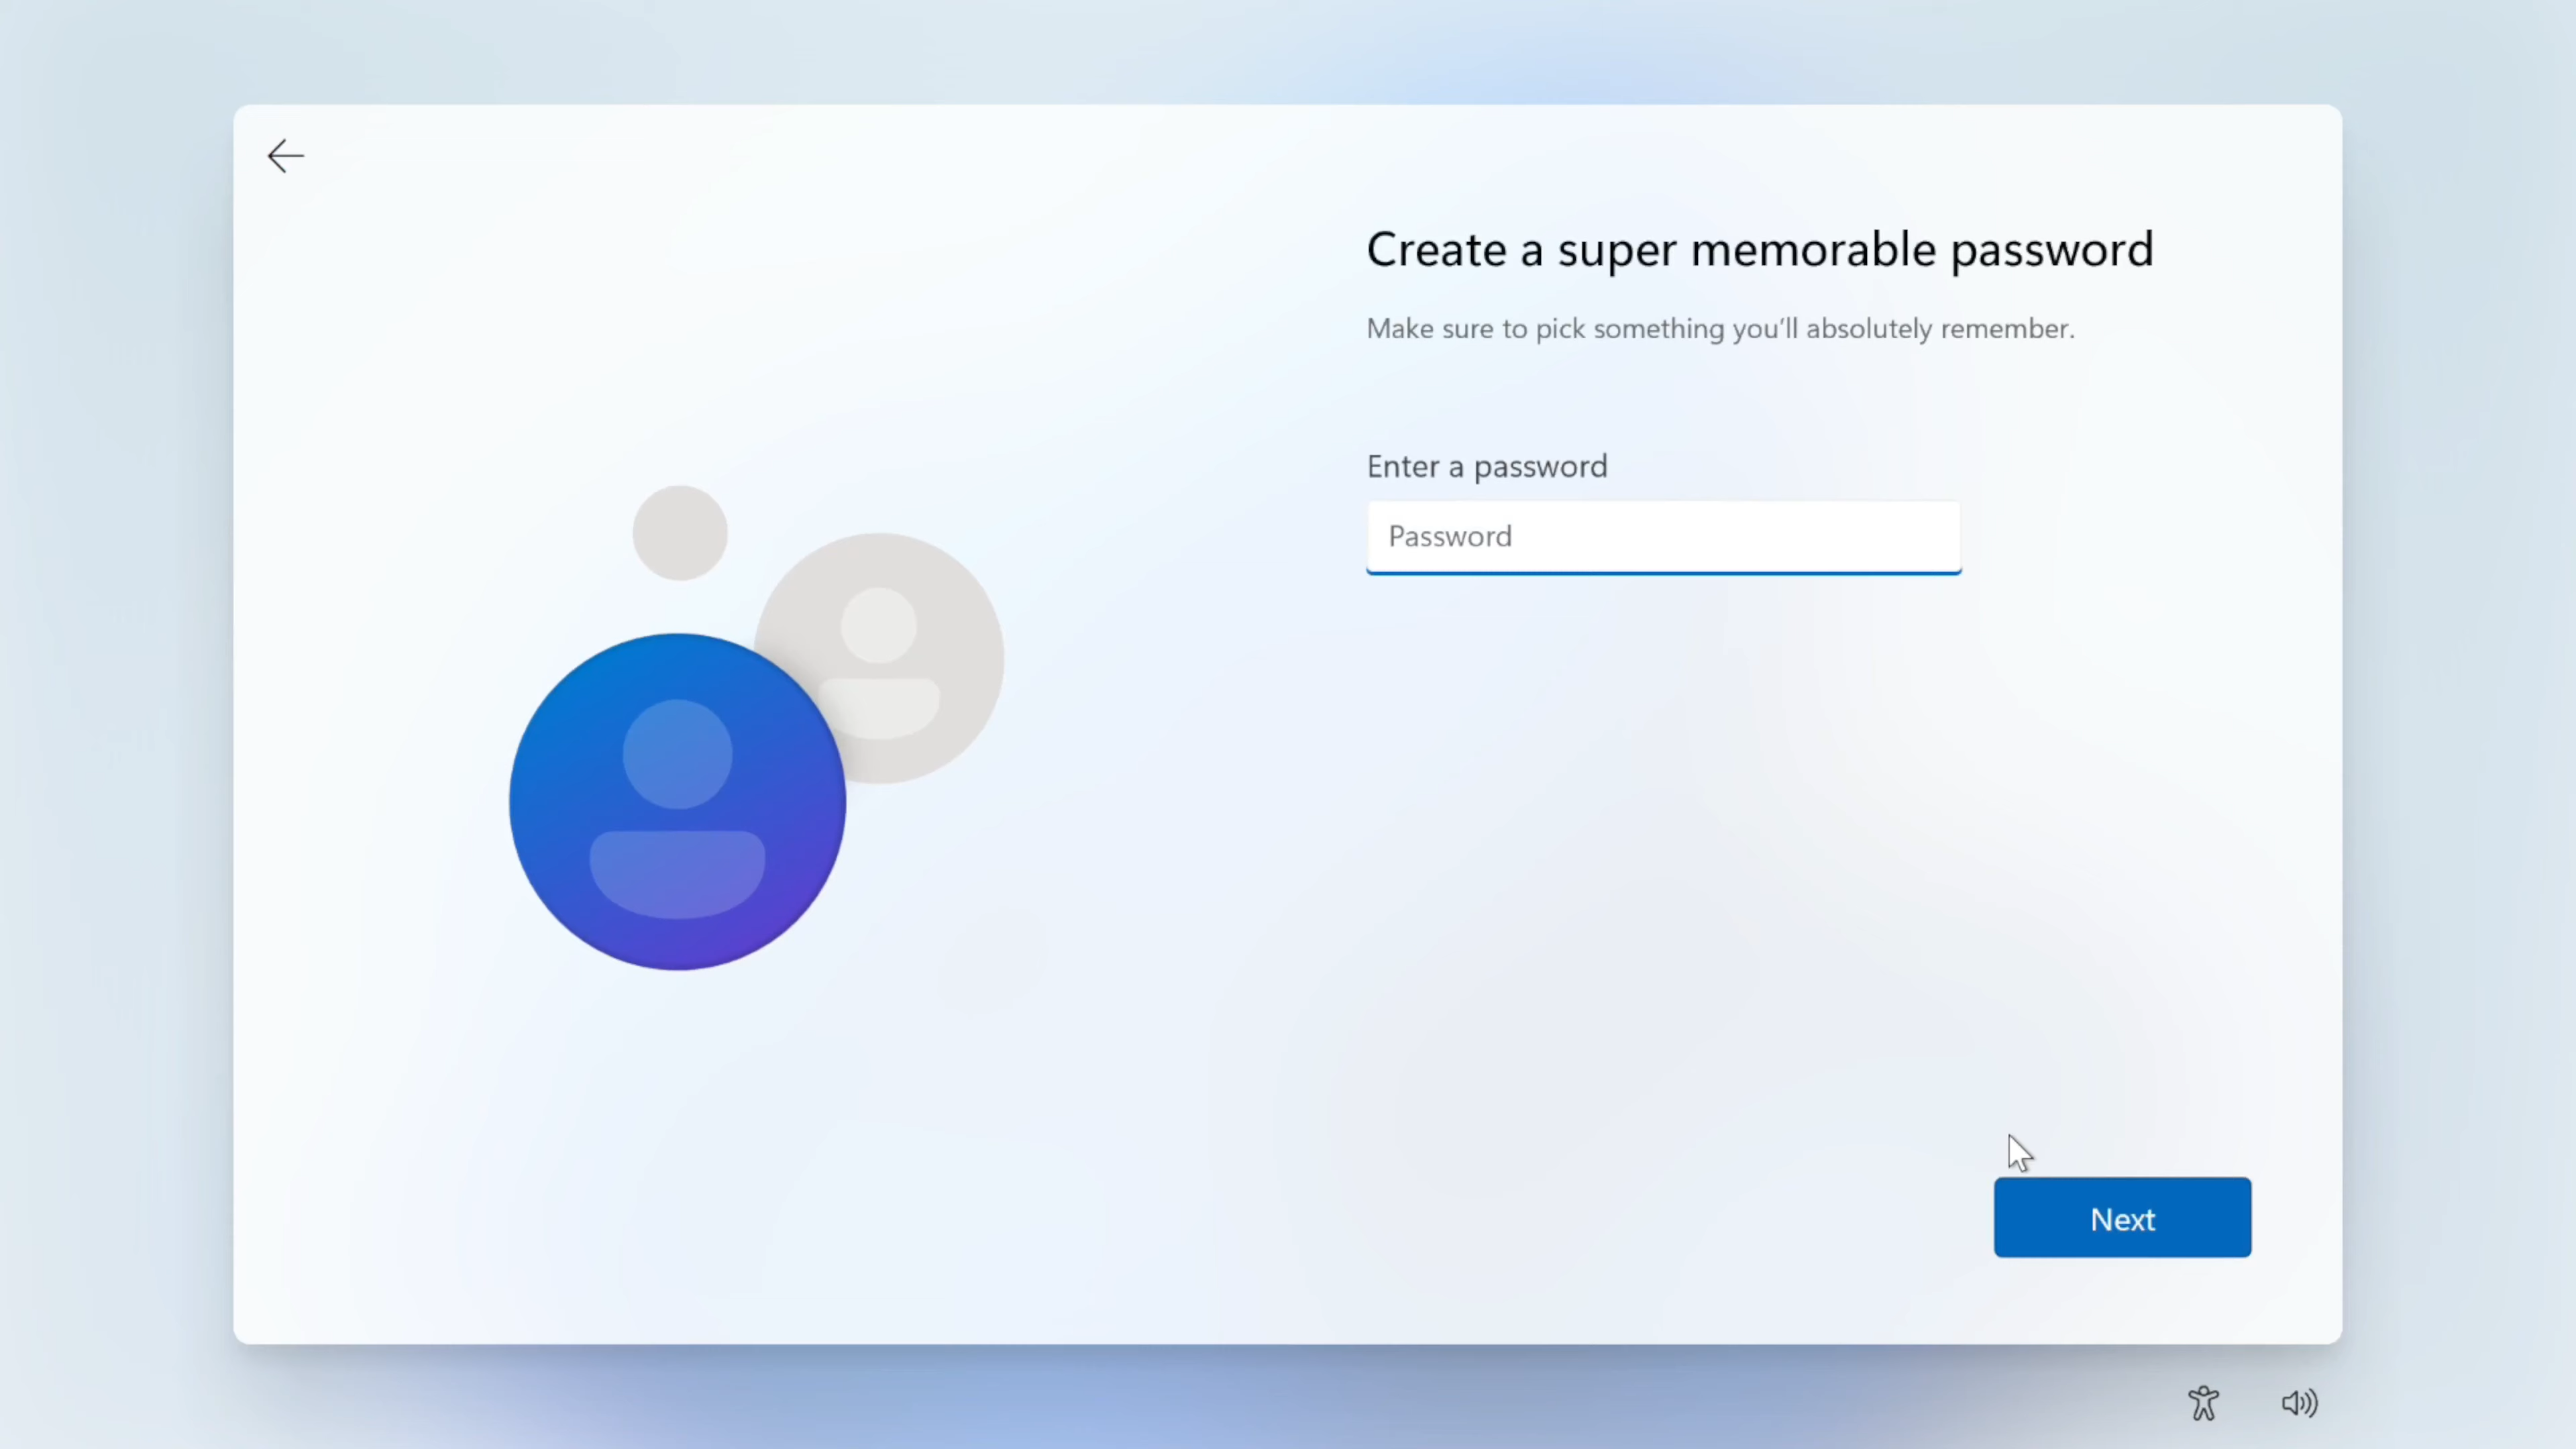 Create a super memorable password
Make sure to pick something you’ll absolutely remember.
Enter a password
Password
Next